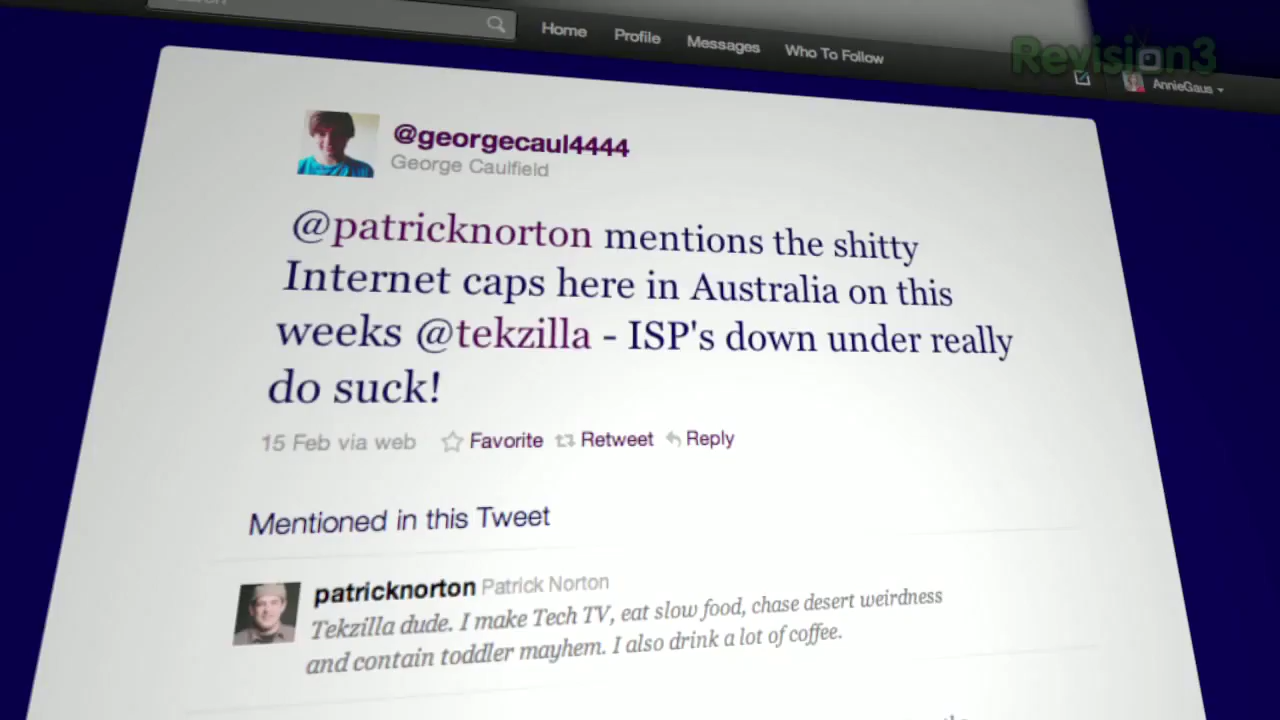 Home Profile Messages Who To Follow
Revision3
AnnieGaus
@georgecaul4444
George Caulfield
@patricknorton mentions the shitty
Internet caps here in Australia on this
weeks @tekzilla - ISP's down under really
do suck!
15 Feb via web Favorite Retweet Reply
Mentioned in this Tweet
patricknorton Patrick Norton
Tekzilla dude. I make Tech TV, eat slow food, chase desert weirdness
and contain toddler mayhem. I also drink a lot of coffee.